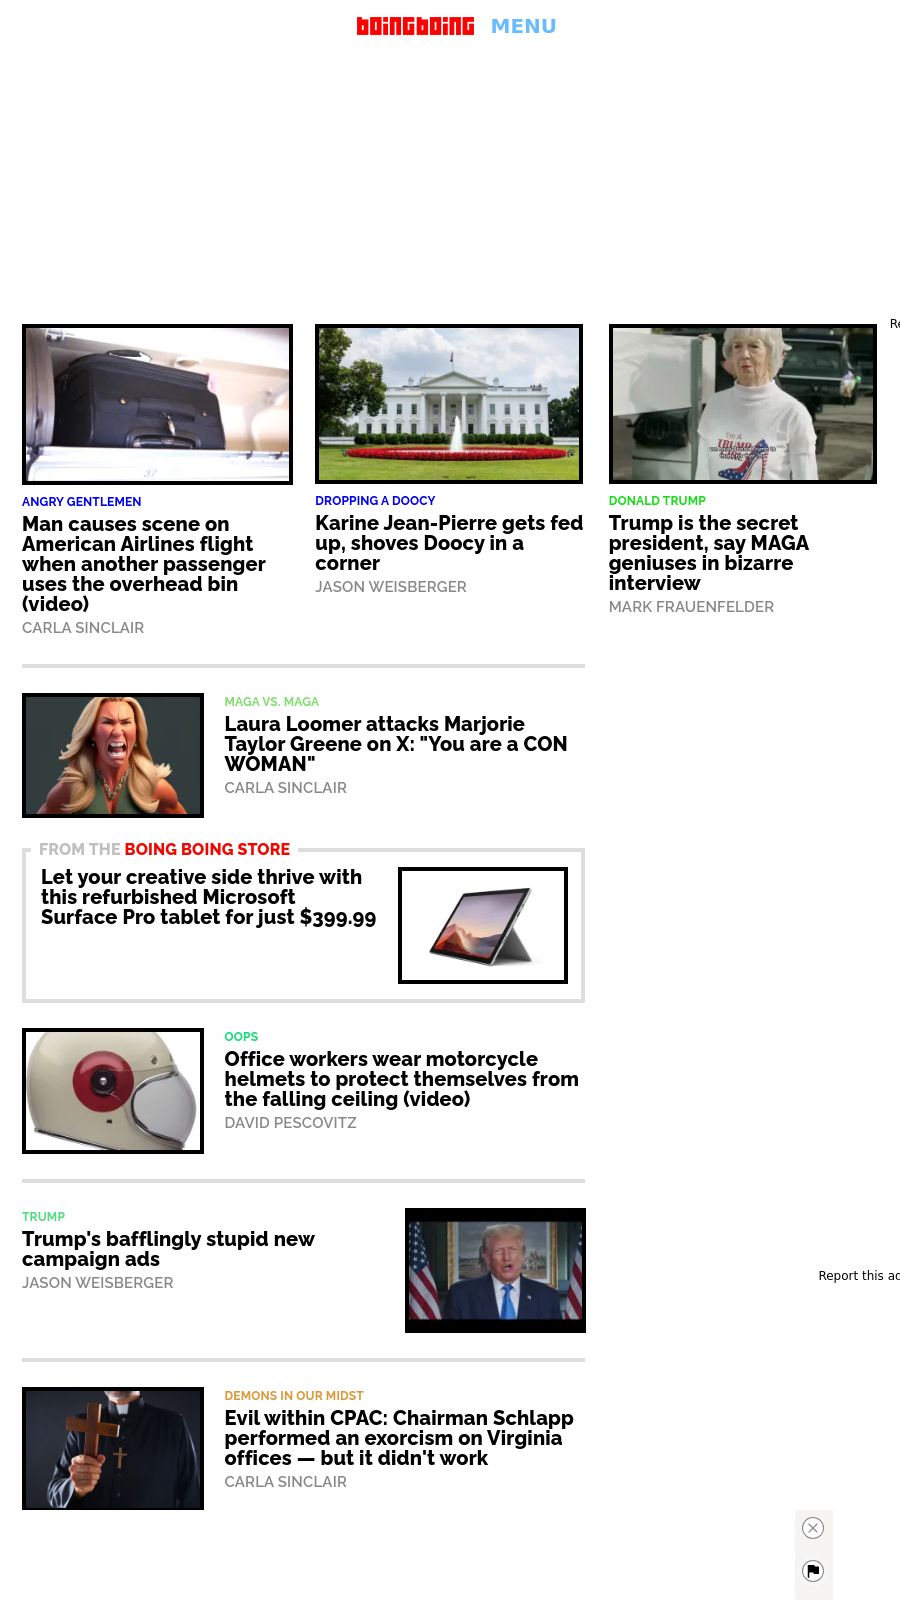 boingboing MENU
Re
ANGRY GENTLEMEN
Man causes scene on
American Airlines flight
when another passenger
uses the overhead bin
(video)
CARLA SINCLAIR
DROPPING A DOOCY
Karine Jean-Pierre gets fed
up, shoves Doocy in a
corner
JASON WEISBERGER
I'm A
TRUMP
DONALD TRUMP
Trump is the secret
president, say MAGA
geniuses in bizarre
interview
MARK FRAUENFELDER
37
MAGA VS. MAGA
Laura Loomer attacks Marjorie
Taylor Greene on X: "You are a CON
WOMAN"
CARLA SINCLAIR
FROM THE BOING BOING STORE
Let your creative side thrive with
this refurbished Microsoft
Surface Pro tablet for just $399.99
OOPS
Office workers wear motorcycle
helmets to protect themselves from
the falling ceiling (video)
DAVID PESCOVITZ
TRUMP
Trump's bafflingly stupid new
campaign ads
JASON WEISBERGER
Report this ad
DEMONS IN OUR MIDST
Evil within CPAC: Chairman Schlapp
performed an exorcism on Virginia
offices — but it didn't work
CARLA SINCLAIR